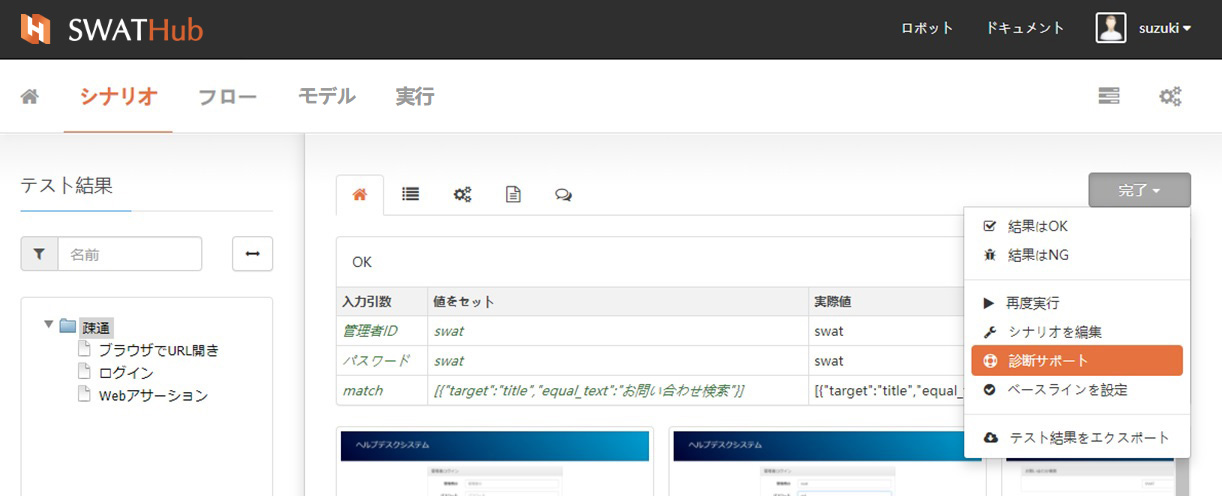 SWATHub ロボット ドキュメント suzuki
シナリオ フロー モデル 実行
テスト結果
完了
名前
結果はOK
結果はNG
OK
入力引数 値をセット 実際値
管理者ID swat swat
パスワード swat swat
match [{"target":"title","equal_text":"お問い合わせ検索"}] [{"target":"title","equal_tex
疎通
ブラウザでURL開き
ログイン
Webアサーション
再度実行
シナリオを編集
診断サポート
ベースラインを設定
テスト結果をエクスポート
ヘルプデスクシステム ヘルプデスクシステム